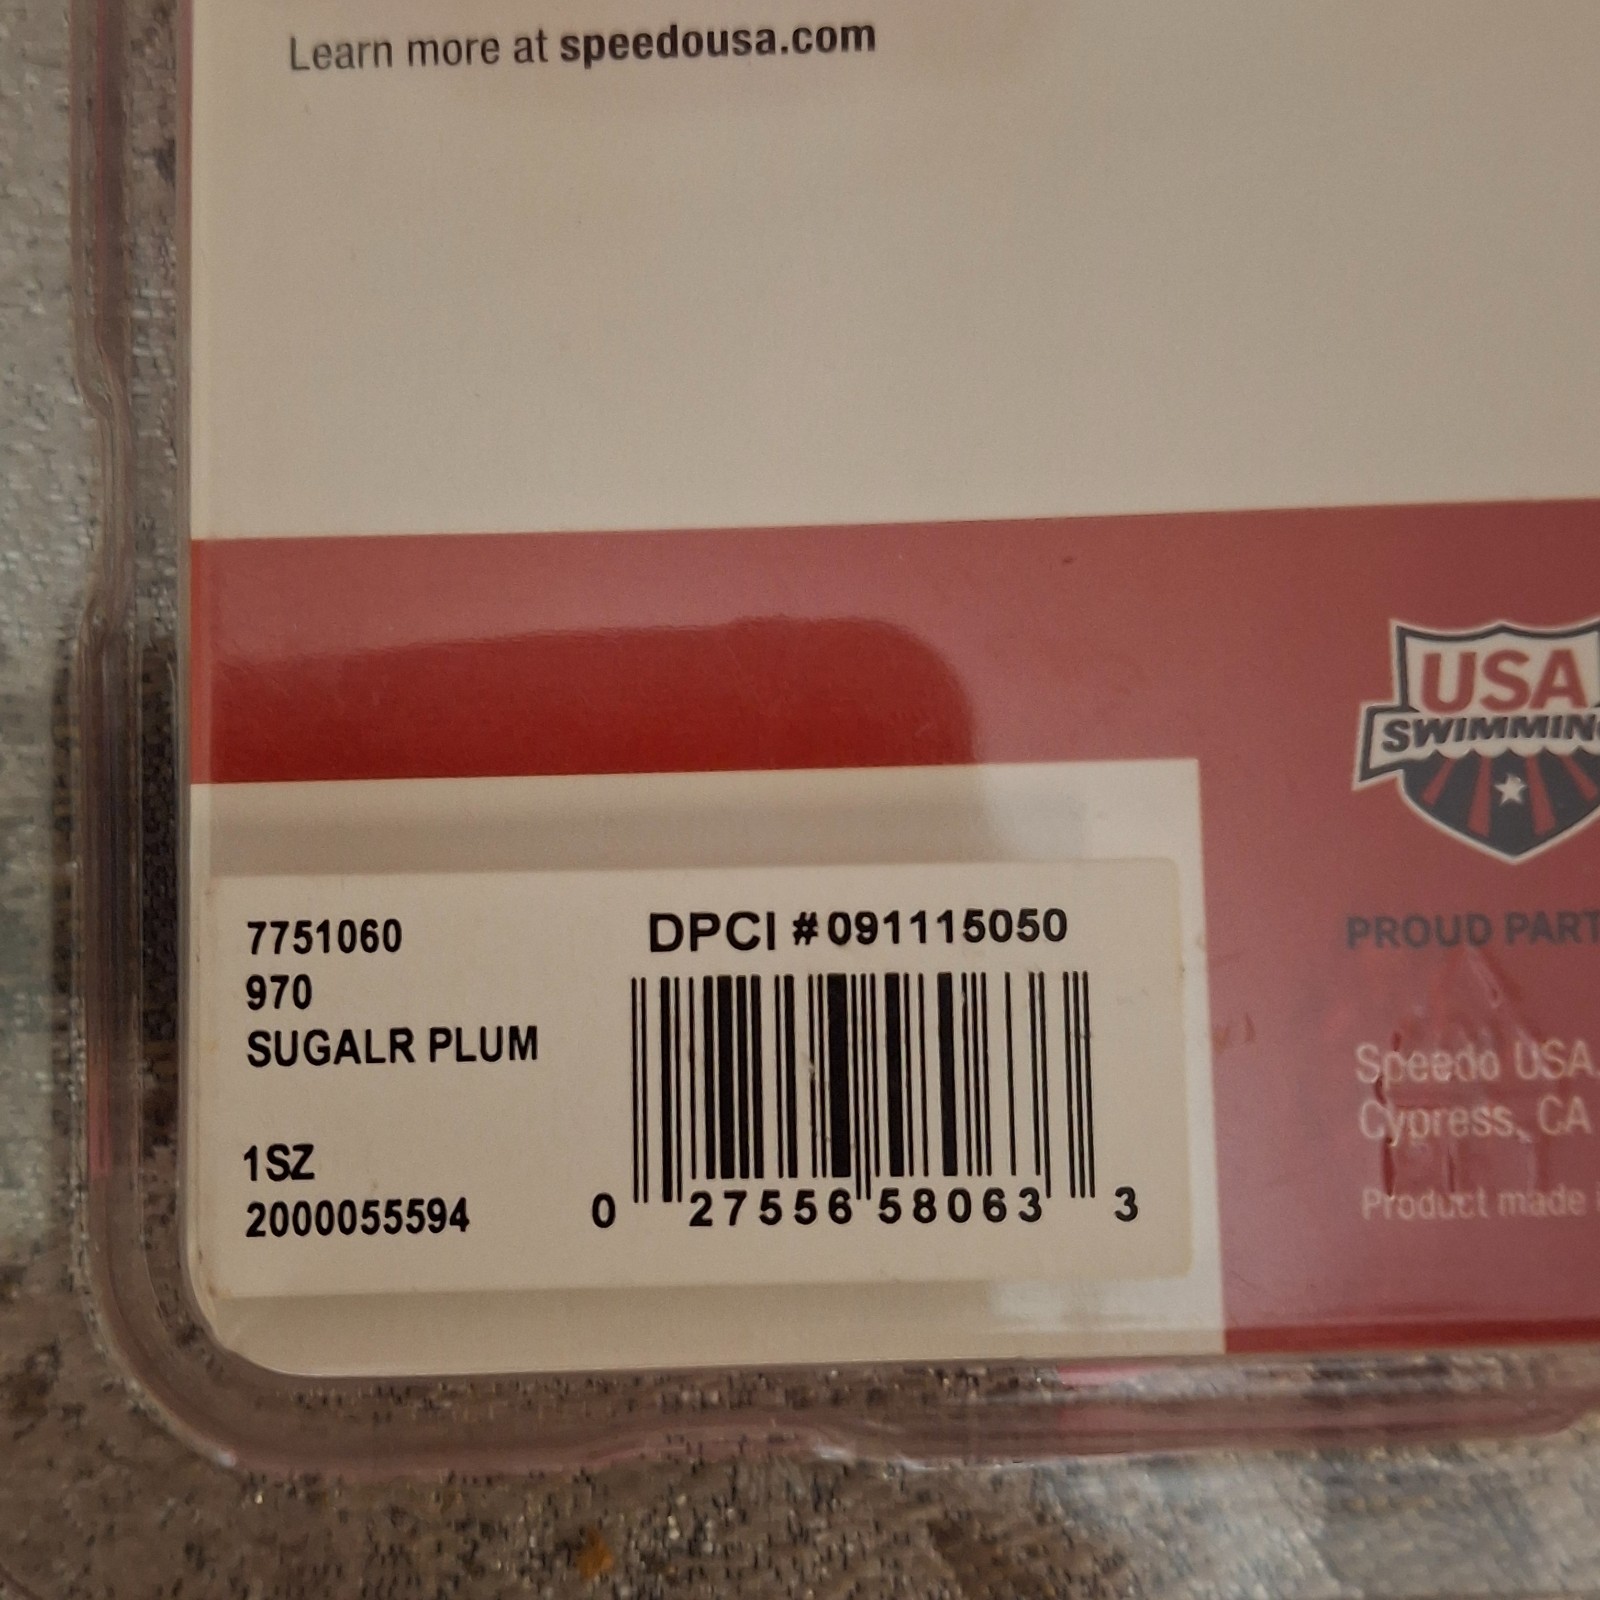 Learn more at speedousa.com
USA
SWIMMING
PROUD PART
Speedo USA.
Cypress, CA
Product made
7751060
970
SUGALR PLUM
1SZ
2000055594
DPCI #091115050
0 27556 58063 3